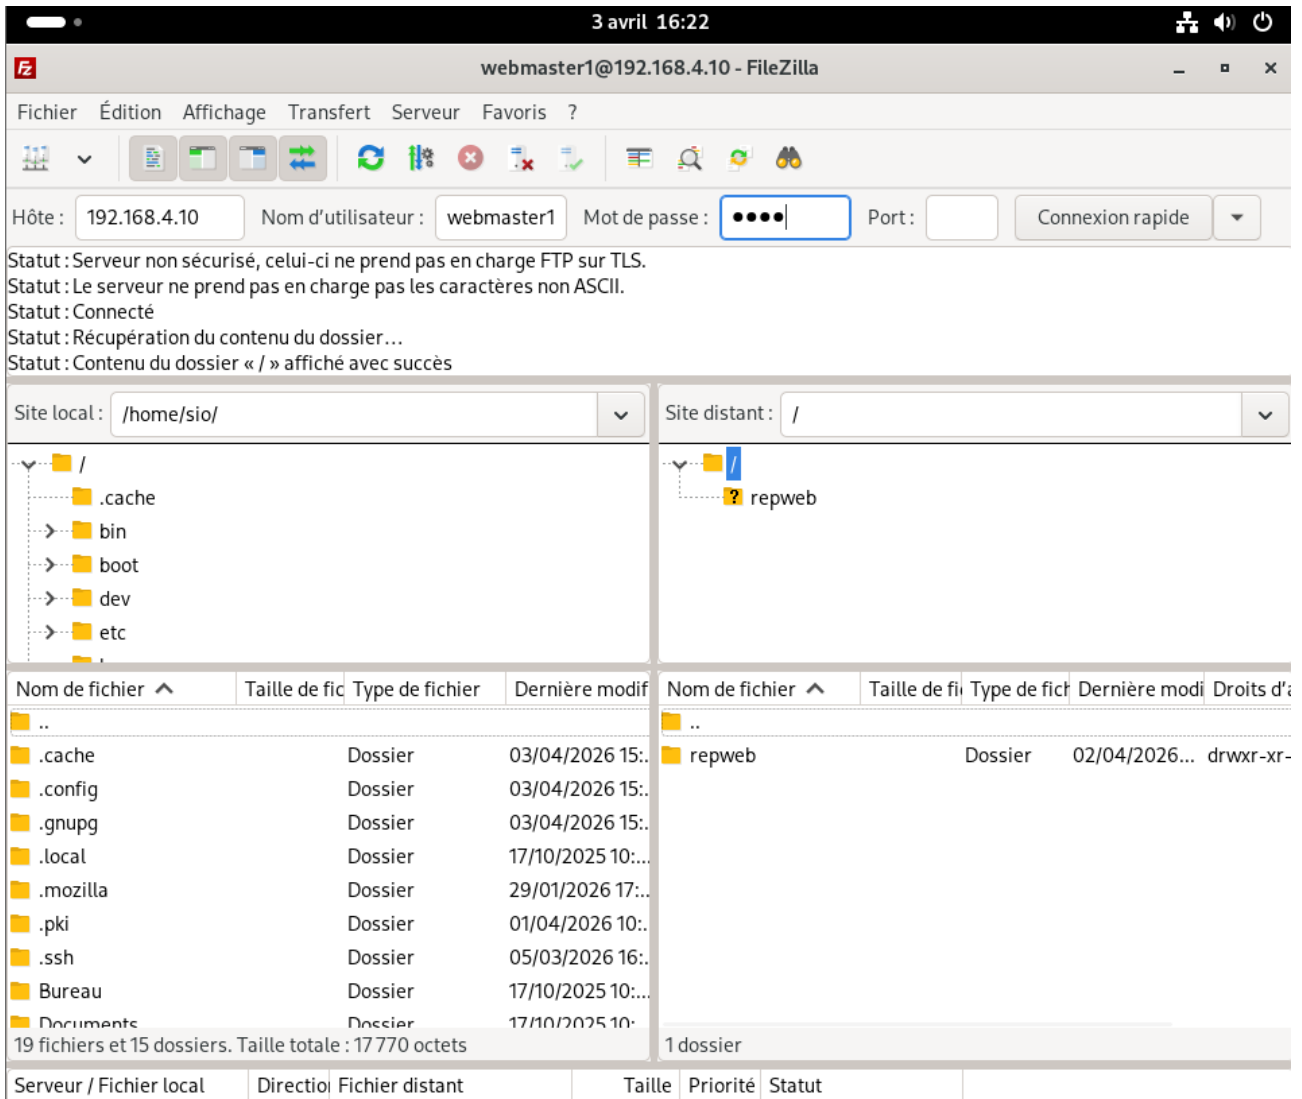 3 avril 16:22
webmaster1@192.168.4.10 - FileZilla
Fichier Édition Affichage Transfert Serveur Favoris ?
Hôte : 192.168.4.10 Nom d'utilisateur : webmaster1 Mot de passe : ●●●● Port : Connexion rapide
Statut : Serveur non sécurisé, celui-ci ne prend pas en charge FTP sur TLS.
Statut : Le serveur ne prend pas en charge pas les caractères non ASCII.
Statut : Connecté
Statut : Récupération du contenu du dossier…
Statut : Contenu du dossier « / » affiché avec succès
Site local : /home/sio/
Site distant : /
/
.cache
bin
boot
dev
etc
/
repweb
Nom de fichier Taille de fic Type de fichier Dernière modif
..
.cache Dossier 03/04/2026 15:..
.config Dossier 03/04/2026 15:..
.gnupg Dossier 03/04/2026 15:..
.local Dossier 17/10/2025 10:...
.mozilla Dossier 29/01/2026 17:..
.pki Dossier 01/04/2026 10:.
.ssh Dossier 05/03/2026 16:.
Bureau Dossier 17/10/2025 10:...
Documents Dossier 17/10/2025 10:
19 fichiers et 15 dossiers. Taille totale : 17 770 octets
Nom de fichier Taille de fi Type de fich Dernière modi Droits d'a
..
repweb Dossier 02/04/2026... drwxr-xr-
1 dossier
Serveur / Fichier local Direction Fichier distant Taille Priorité Statut